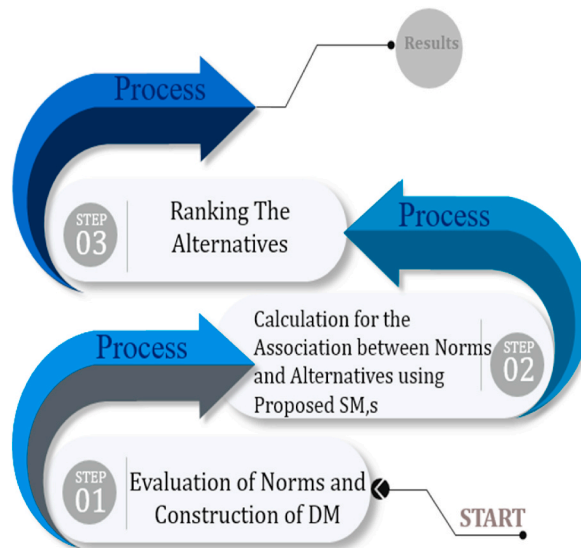 Results
Process
STEP
03
Ranking The
Alternatives
Process
Calculation for the
Association between Norms
and Alternatives using
Proposed SM,s
STEP
02
Process
STEP
01
Evaluation of Norms and
Construction of DM
START